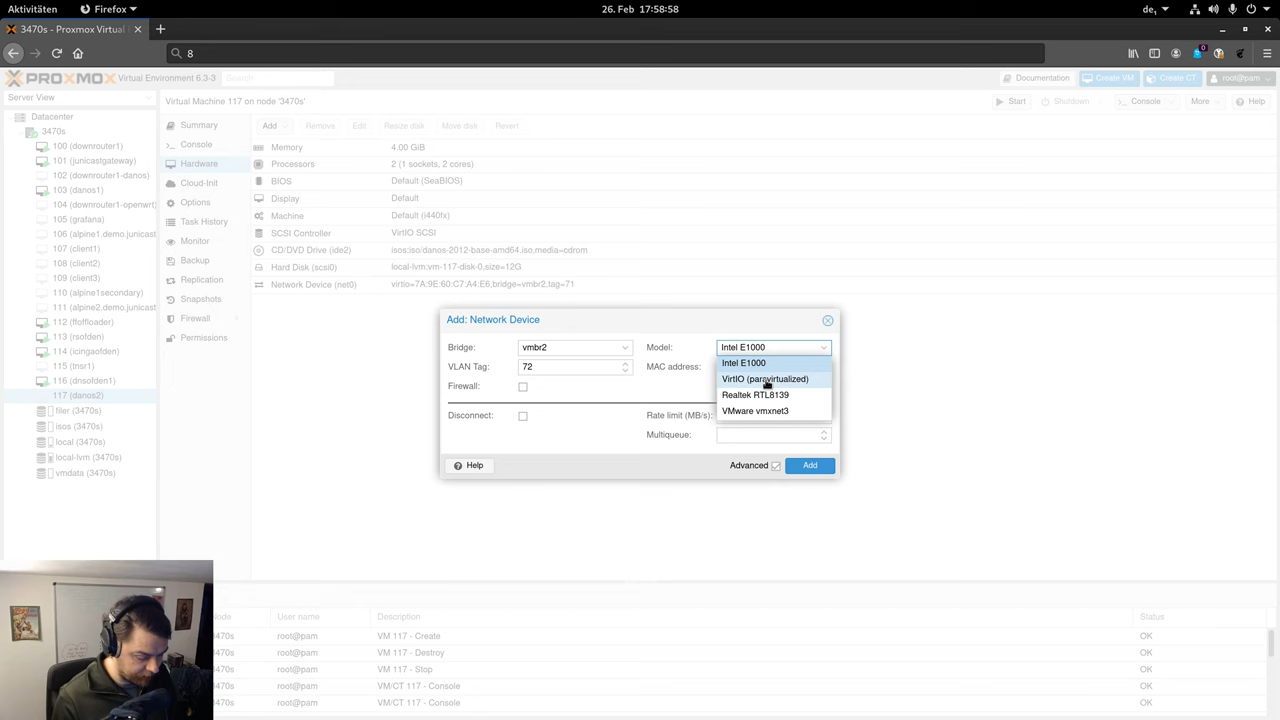 Aktivitäten Firefox 26. Feb 17:58:58 de₁
3470s - Proxmox Virtual
8
0
PROXMOX Virtual Environment 6.3-3 Search Documentation Create VM Create CT root@pam
Server View
Virtual Machine 117 on node '3470s' Start Shutdown Console More Help
Datacenter
3470s
100 (downrouter1)
101 (junicastgateway)
102 (downrouter1-danos)
103 (danos1)
104 (downrouter1-openwrt)
105 (grafana)
106 (alpine1.demo.junicast
107 (client1)
108 (client2)
109 (client3)
110 (alpine1secondary)
111 (alpine2.demo.junicast
112 (ffoffloader)
113 (rsofden)
114 (icingaofden)
115 (tnsr1)
116 (dnsofden1)
117 (danos2)
filer (3470s)
isos (3470s)
local (3470s)
local-lvm (3470s)
vmdata (3470s)
Summary
Console
Hardware
Cloud-Init
Options
Task History
Monitor
Backup
Replication
Snapshots
Firewall
Permissions
Add Remove Edit Resize disk Move disk Revert
Memory 4.00 GiB
Processors 2 (1 sockets, 2 cores)
BIOS Default (SeaBIOS)
Display Default
Machine Default (i440fx)
SCSI Controller VirtIO SCSI
CD/DVD Drive (ide2) isos:iso/danos-2012-base-amd64.iso,media=cdrom
Hard Disk (scsi0) local-lvm:vm-117-disk-0,size=12G
Network Device (net0) virtio=7A:9E:60:C7:A4:E6,bridge=vmbr2,tag=71
Add: Network Device
Bridge: vmbr2 Model: Intel E1000
VLAN Tag: 72 MAC address:
Firewall:
Intel E1000
VirtIO (paravirtualized)
Realtek RTL8139
VMware vmxnet3
Disconnect: Rate limit (MB/s):
Multiqueue:
Help Advanced Add
Node User name Description Status
3470s root@pam VM 117 - Create OK
3470s root@pam VM 117 - Destroy OK
3470s root@pam VM 117 - Stop OK
3470s root@pam VM/CT 117 - Console OK
3470s root@pam VM/CT 117 - Console OK